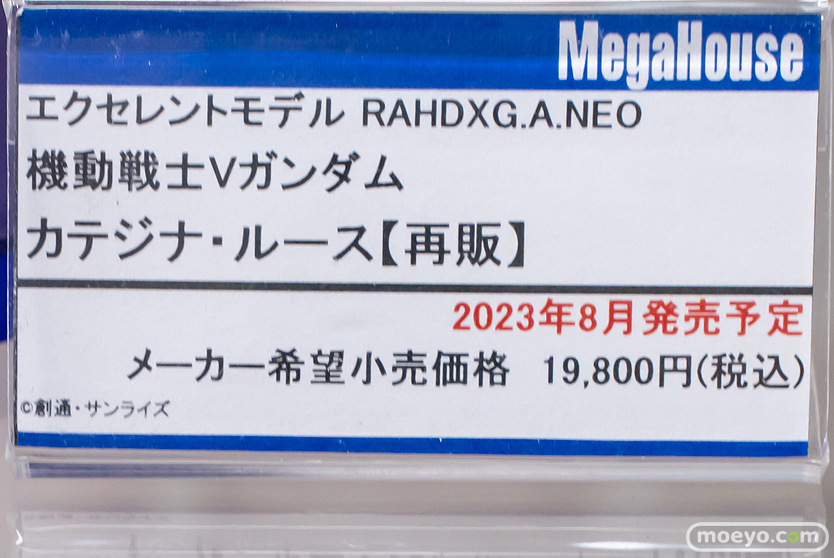 MegaHouse
エクセレントモデル RAHDXG.A.NEO
機動戦士Vガンダム
カテジナ・ルース【再販】
2023年8月発売予定
メーカー希望小売価格 19,800円(税込)
©創通・サンライズ
moeyo.com